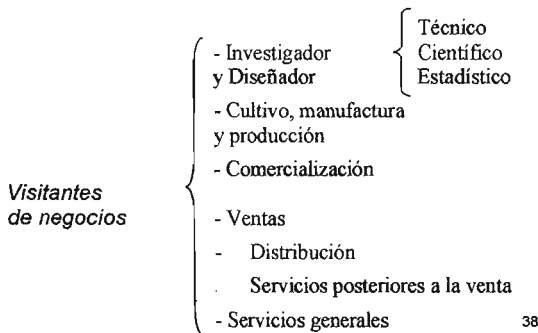 Técnico
- Investigador
Científico
y Diseñador
Estadístico
- Cultivo, manufactura
y producción
- Comercialización
Visitantes
de negocios
- Ventas
- Distribución
. Servicios posteriores a la venta
- Servicios generales 38